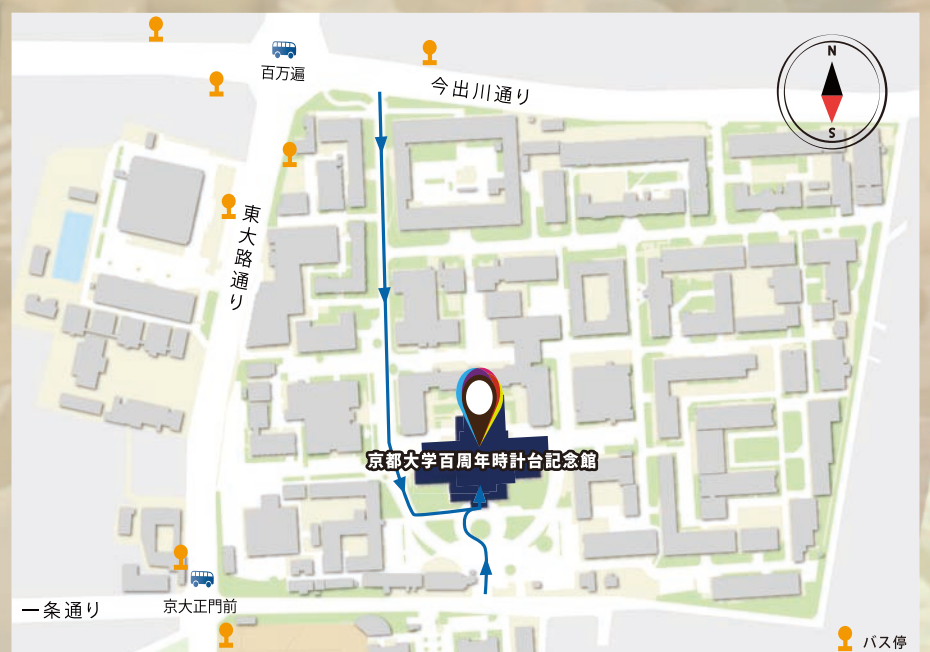 百万遍
今出川通り
N
S
東大路通り
京都大学百周年時計台記念館
京大正門前
一条通り
バス停